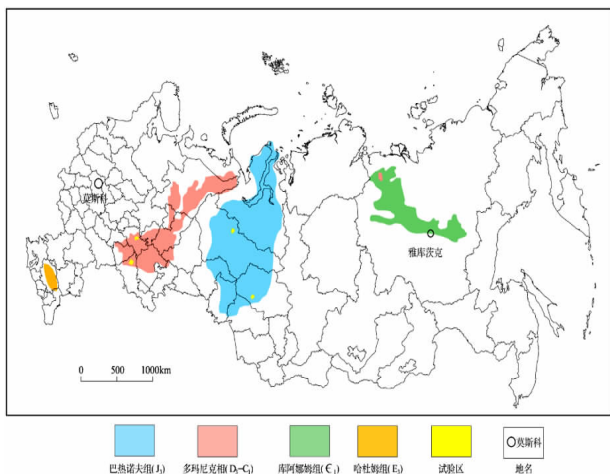 莫斯科
雅库茨克
0 500 1000km
巴热诺夫组(J₃)
多玛尼克相(D₃-C₁)
库阿娜姆组(Є₁)
哈杜姆组(E₃)
试验区
莫斯科
地名